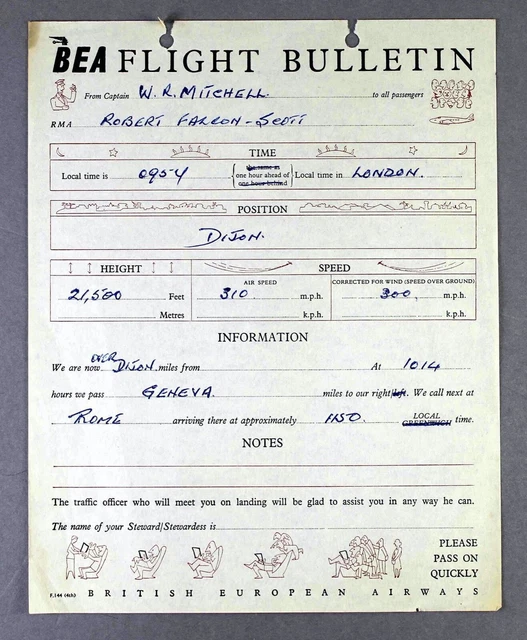 BEA FLIGHT BULLETIN
From Captain W. R. MITCHELL. to all passengers
RMA ROBERT FALCON-SCOTT
TIME
the same as
Local time is 0954 one hour ahead of Local time in LONDON.
one hour behind
POSITION
DIJON.
HEIGHT SPEED
AIR SPEED CORRECTED FOR WIND (SPEED OVER GROUND)
21,500 Feet 310 m.p.h. 300, m.p.h.
Metres k.p.h. k.p.h.
INFORMATION
OVER
We are now DIJON. miles from At 1014
hours we pass GENEVA. miles to our right/left. We call next at
LOCAL
ROME arriving there at approximately 1150. GREENWICH time.
NOTES
The traffic officer who will meet you on landing will be glad to assist you in any way he can.
The name of your Steward/Stewardess is
PLEASE
PASS ON
QUICKLY
F.144 (4th) BRITISH EUROPEAN AIRWAYS